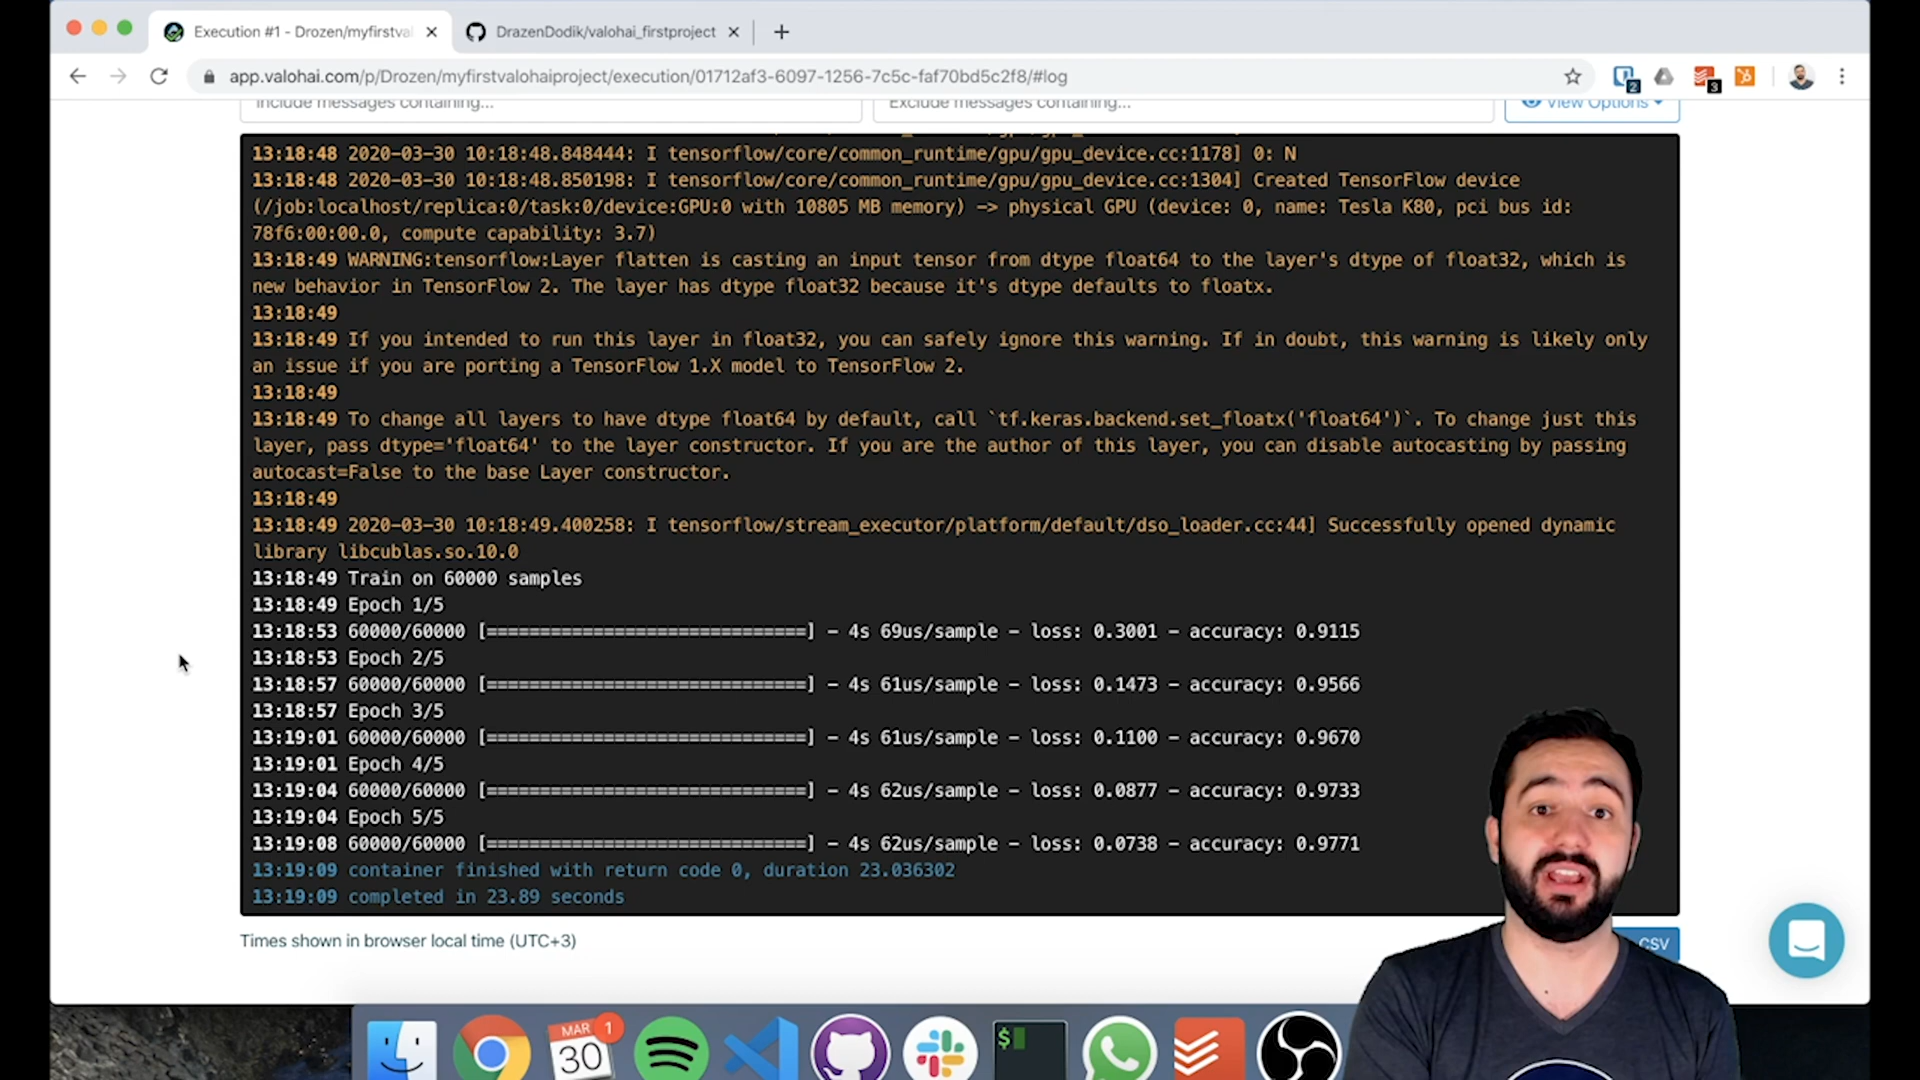 Execution #1 - Drozen/myfirstval
DrazenDodik/valohai_firstproject
app.valohai.com/p/Drozen/myfirstvalohaiproject/execution/01712af3-6097-1256-7c5c-faf70bd5c2f8/#log
2
3
Include messages containing...
Exclude messages containing...
View Options
13:18:48 2020-03-30 10:18:48.848444: I tensorflow/core/common_runtime/gpu/gpu_device.cc:1178] 0: N
13:18:48 2020-03-30 10:18:48.850198: I tensorflow/core/common_runtime/gpu/gpu_device.cc:1304] Created TensorFlow device
(/job:localhost/replica:0/task:0/device:GPU:0 with 10805 MB memory) -> physical GPU (device: 0, name: Tesla K80, pci bus id:
78f6:00:00.0, compute capability: 3.7)
13:18:49 WARNING:tensorflow:Layer flatten is casting an input tensor from dtype float64 to the layer's dtype of float32, which is
new behavior in TensorFlow 2. The layer has dtype float32 because it's dtype defaults to floatx.
13:18:49
13:18:49 If you intended to run this layer in float32, you can safely ignore this warning. If in doubt, this warning is likely only
an issue if you are porting a TensorFlow 1.X model to TensorFlow 2.
13:18:49
13:18:49 To change all layers to have dtype float64 by default, call `tf.keras.backend.set_floatx('float64')`. To change just this
layer, pass dtype='float64' to the layer constructor. If you are the author of this layer, you can disable autocasting by passing
autocast=False to the base Layer constructor.
13:18:49
13:18:49 2020-03-30 10:18:49.400258: I tensorflow/stream_executor/platform/default/dso_loader.cc:44] Successfully opened dynamic
library libcublas.so.10.0
13:18:49 Train on 60000 samples
13:18:49 Epoch 1/5
13:18:53 60000/60000 [==============================] - 4s 69us/sample - loss: 0.3001 - accuracy: 0.9115
13:18:53 Epoch 2/5
13:18:57 60000/60000 [==============================] - 4s 61us/sample - loss: 0.1473 - accuracy: 0.9566
13:18:57 Epoch 3/5
13:19:01 60000/60000 [==============================] - 4s 61us/sample - loss: 0.1100 - accuracy: 0.9670
13:19:01 Epoch 4/5
13:19:04 60000/60000 [==============================] - 4s 62us/sample - loss: 0.0877 - accuracy: 0.9733
13:19:04 Epoch 5/5
13:19:08 60000/60000 [==============================] - 4s 62us/sample - loss: 0.0738 - accuracy: 0.9771
13:19:09 container finished with return code 0, duration 23.036302
13:19:09 completed in 23.89 seconds
Times shown in browser local time (UTC+3)
CSV
MAR
1
30
$